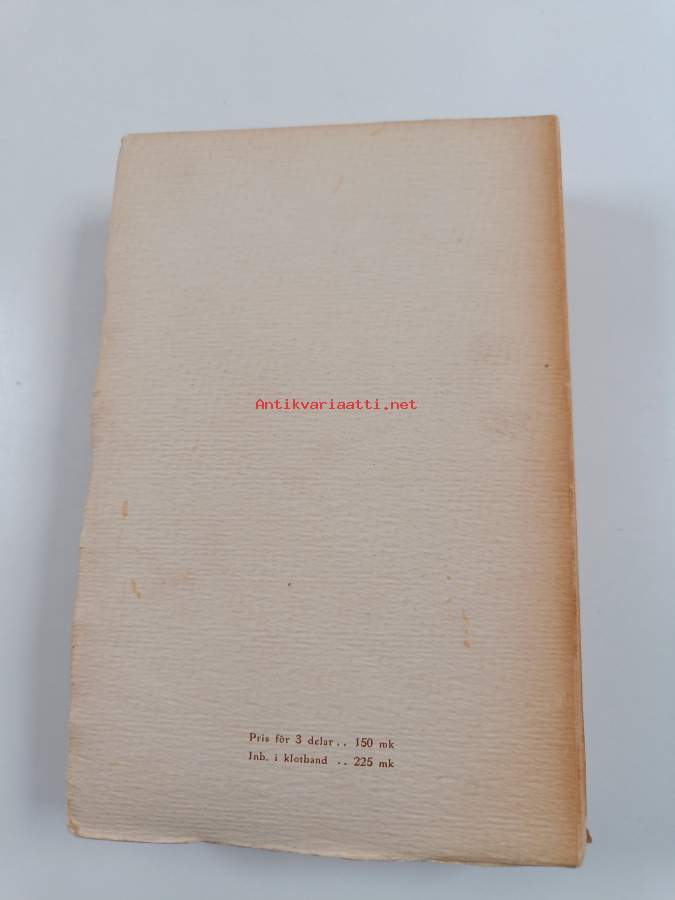 Antikvariaatti.net
Pris för 3 delar .. 150 mk
Inb. i klotband .. 225 mk